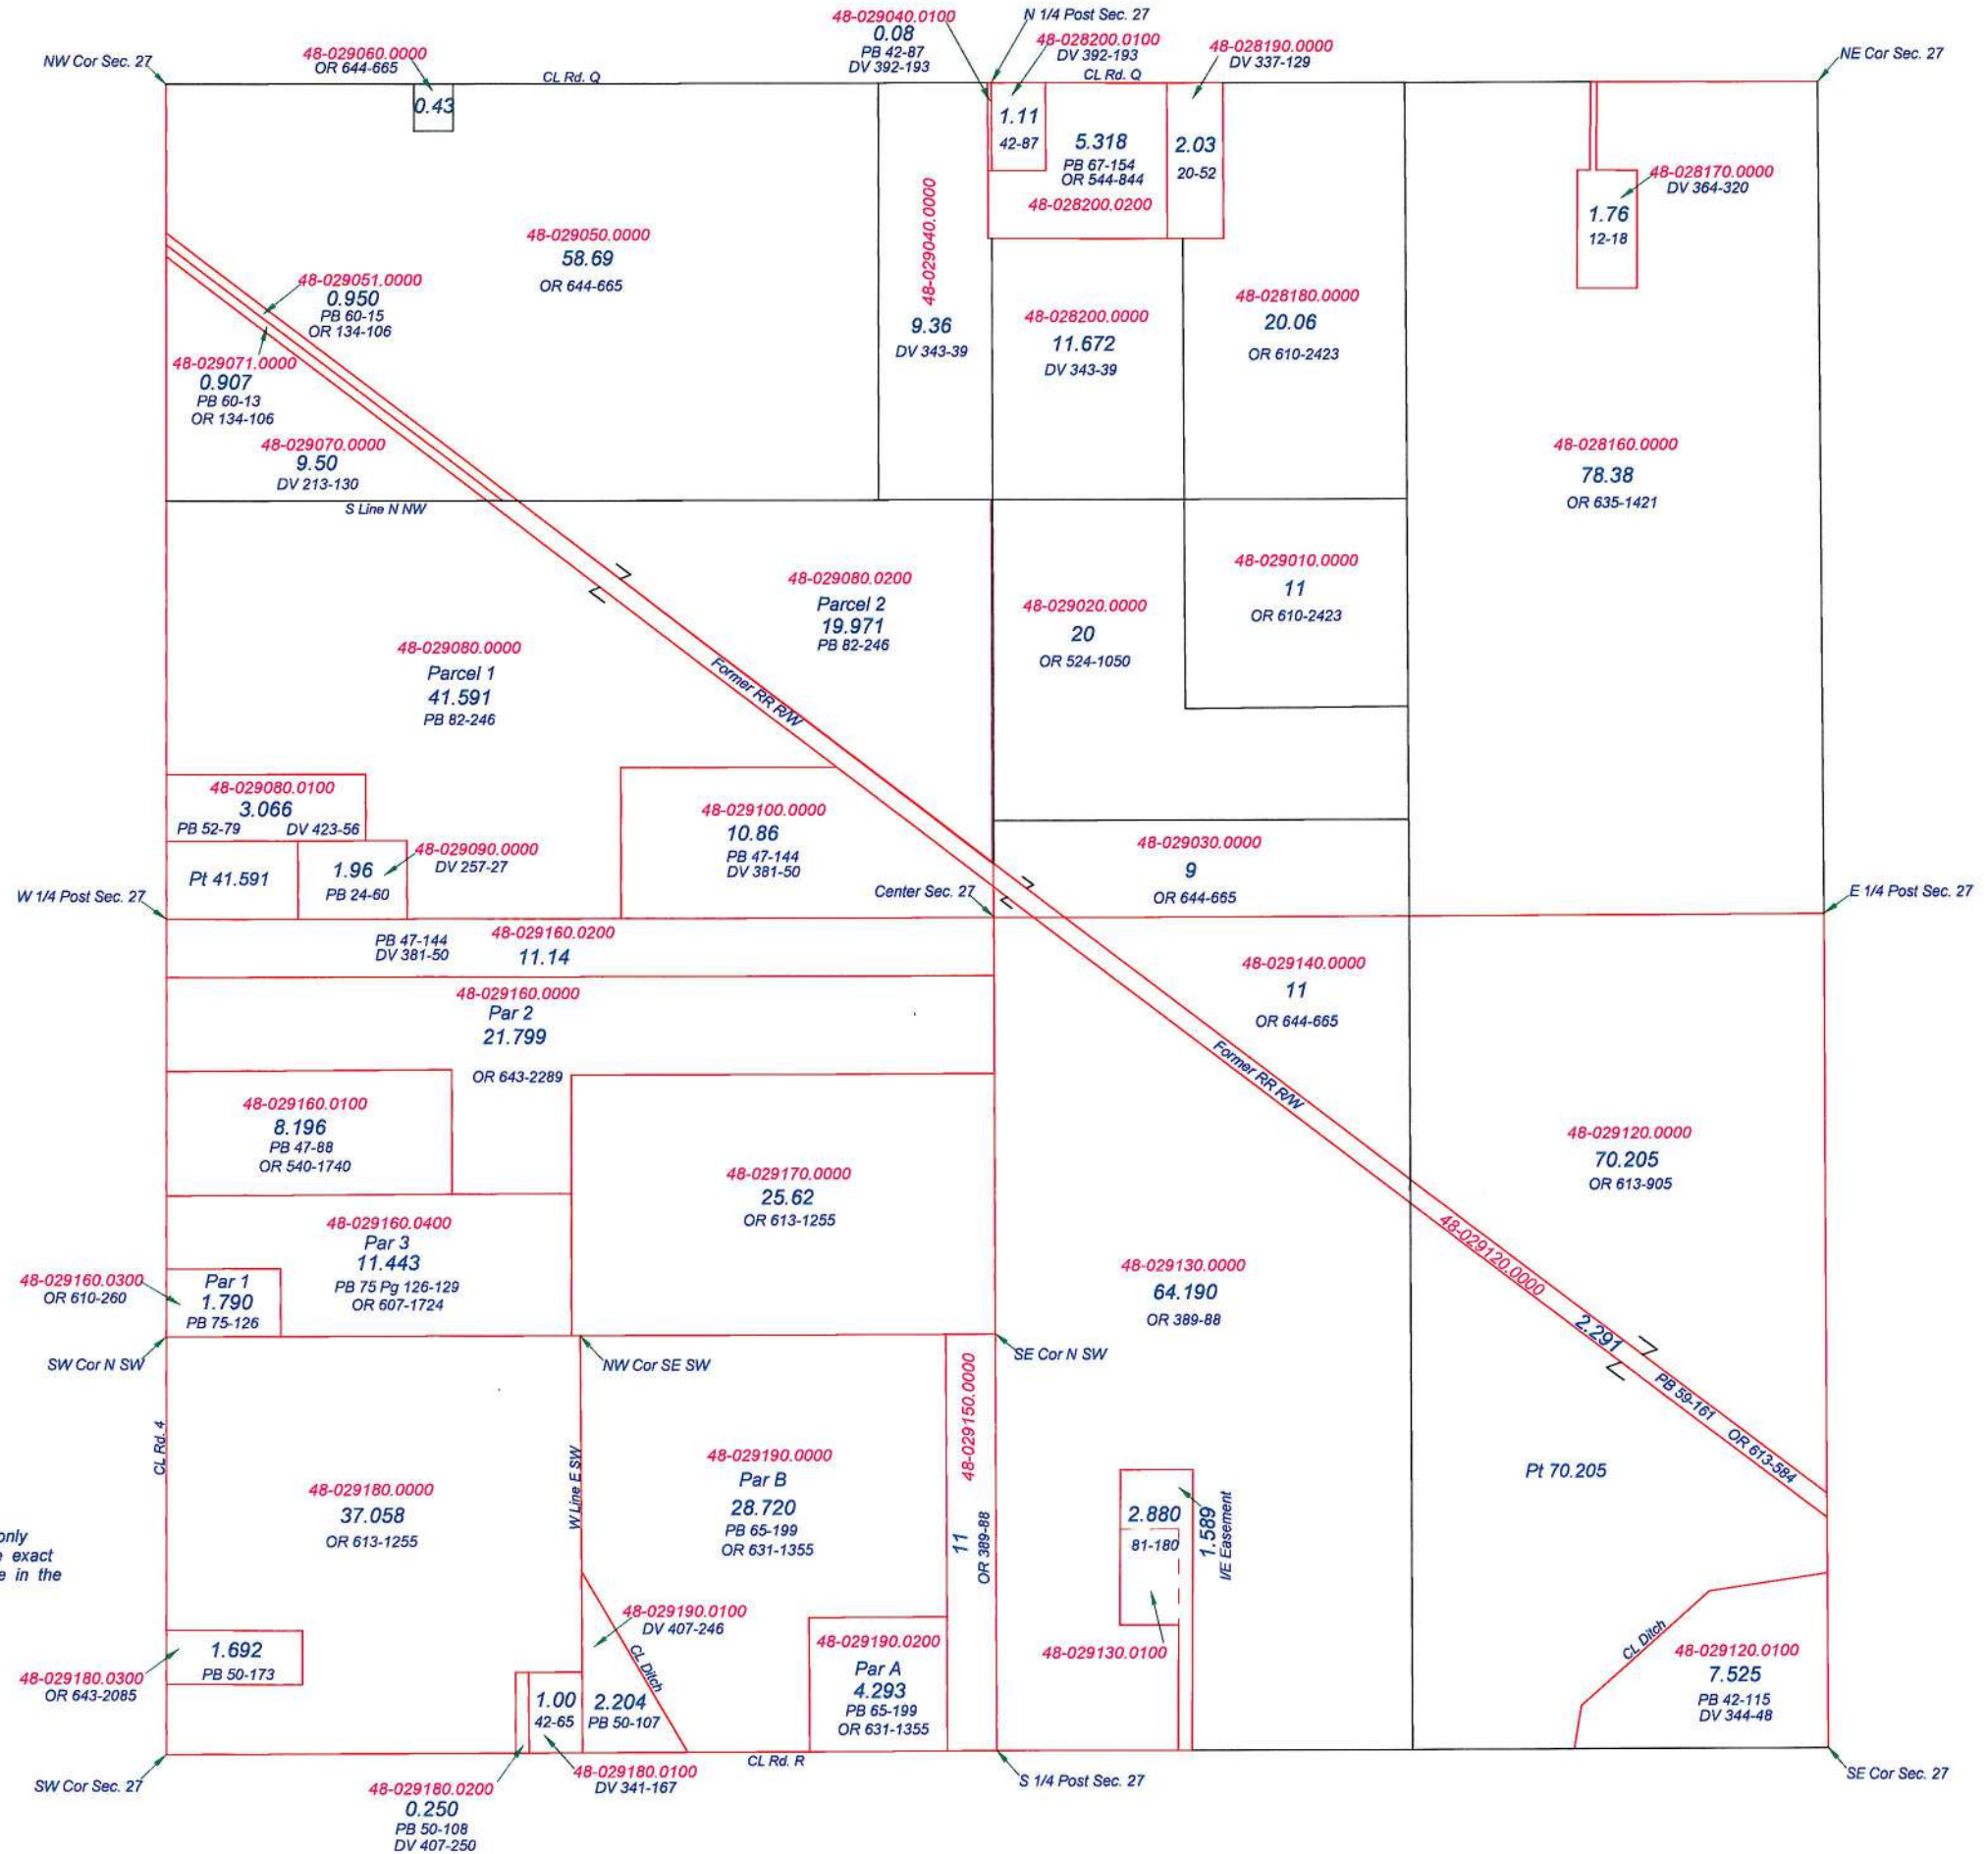 48-029040.0100
0.08
PB 42-87
DV 392-193
N 1/4 Post Sec. 27
48-028200.0100
DV 392-193
48-028190.0000
DV 337-129
NW Cor Sec. 27
48-029060.0000
OR 644-665
CL Rd. Q
CL Rd. Q
NE Cor Sec. 27
0.43
1.11
42-87
5.318
PB 67-154
OR 544-844
48-028200.0200
2.03
20-52
48-028170.0000
DV 364-320
1.76
12-18
48-029050.0000
58.69
OR 644-665
48-029040.0000
9.36
DV 343-39
48-029051.0000
0.950
PB 60-15
OR 134-106
48-029071.0000
0.907
PB 60-13
OR 134-106
48-029070.0000
9.50
DV 213-130
S Line N NW
48-028200.0000
11.672
DV 343-39
48-028180.0000
20.06
OR 610-2423
48-028160.0000
78.38
OR 635-1421
48-029080.0200
Parcel 2
19.971
PB 82-246
48-029080.0000
Parcel 1
41.591
PB 82-246
Former RR R/W
48-029020.0000
20
OR 524-1050
48-029010.0000
11
OR 610-2423
48-029080.0100
3.066
PB 52-79 DV 423-56
Pt 41.591
1.96
PB 24-60
48-029090.0000
DV 257-27
48-029100.0000
10.86
PB 47-144
DV 381-50
Center Sec. 27
48-029030.0000
9
OR 644-665
W 1/4 Post Sec. 27
E 1/4 Post Sec. 27
PB 47-144
DV 381-50
48-029160.0200
11.14
48-029160.0000
Par 2
21.799
OR 643-2289
48-029140.0000
11
OR 644-665
Former RR R/W
48-029160.0100
8.196
PB 47-88
OR 540-1740
48-029170.0000
25.62
OR 613-1255
48-029120.0000
70.205
OR 613-905
48-029160.0400
Par 3
11.443
PB 75 Pg 126-129
OR 607-1724
48-029160.0300
OR 610-260
Par 1
1.790
PB 75-126
48-029130.0000
64.190
OR 389-88
48-029120.0000
2.291
PB 59-161
OR 613-584
SW Cor N SW
NW Cor SE SW
SE Cor N SW
CL Rd. 4
48-029180.0000
37.058
OR 613-1255
W Line E SW
48-029190.0000
Par B
28.720
PB 65-199
OR 631-1355
48-029150.0000
11
OR 389-88
2.880
81-180
1.589
I/E Easement
48-029130.0100
Pt 70.205
only
exact
in the
1.692
PB 50-173
48-029180.0300
OR 643-2085
48-029190.0100
DV 407-246
CL Ditch
1.00
42-65
2.204
PB 50-107
48-029190.0200
Par A
4.293
PB 65-199
OR 631-1355
CL Ditch
48-029120.0100
7.525
PB 42-115
DV 344-48
CL Rd. R
SW Cor Sec. 27
48-029180.0200
0.250
PB 50-108
DV 407-250
48-029180.0100
DV 341-167
S 1/4 Post Sec. 27
SE Cor Sec. 27